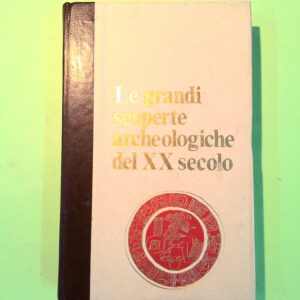 Le grandi
scoperte
archeologiche
del XX secolo